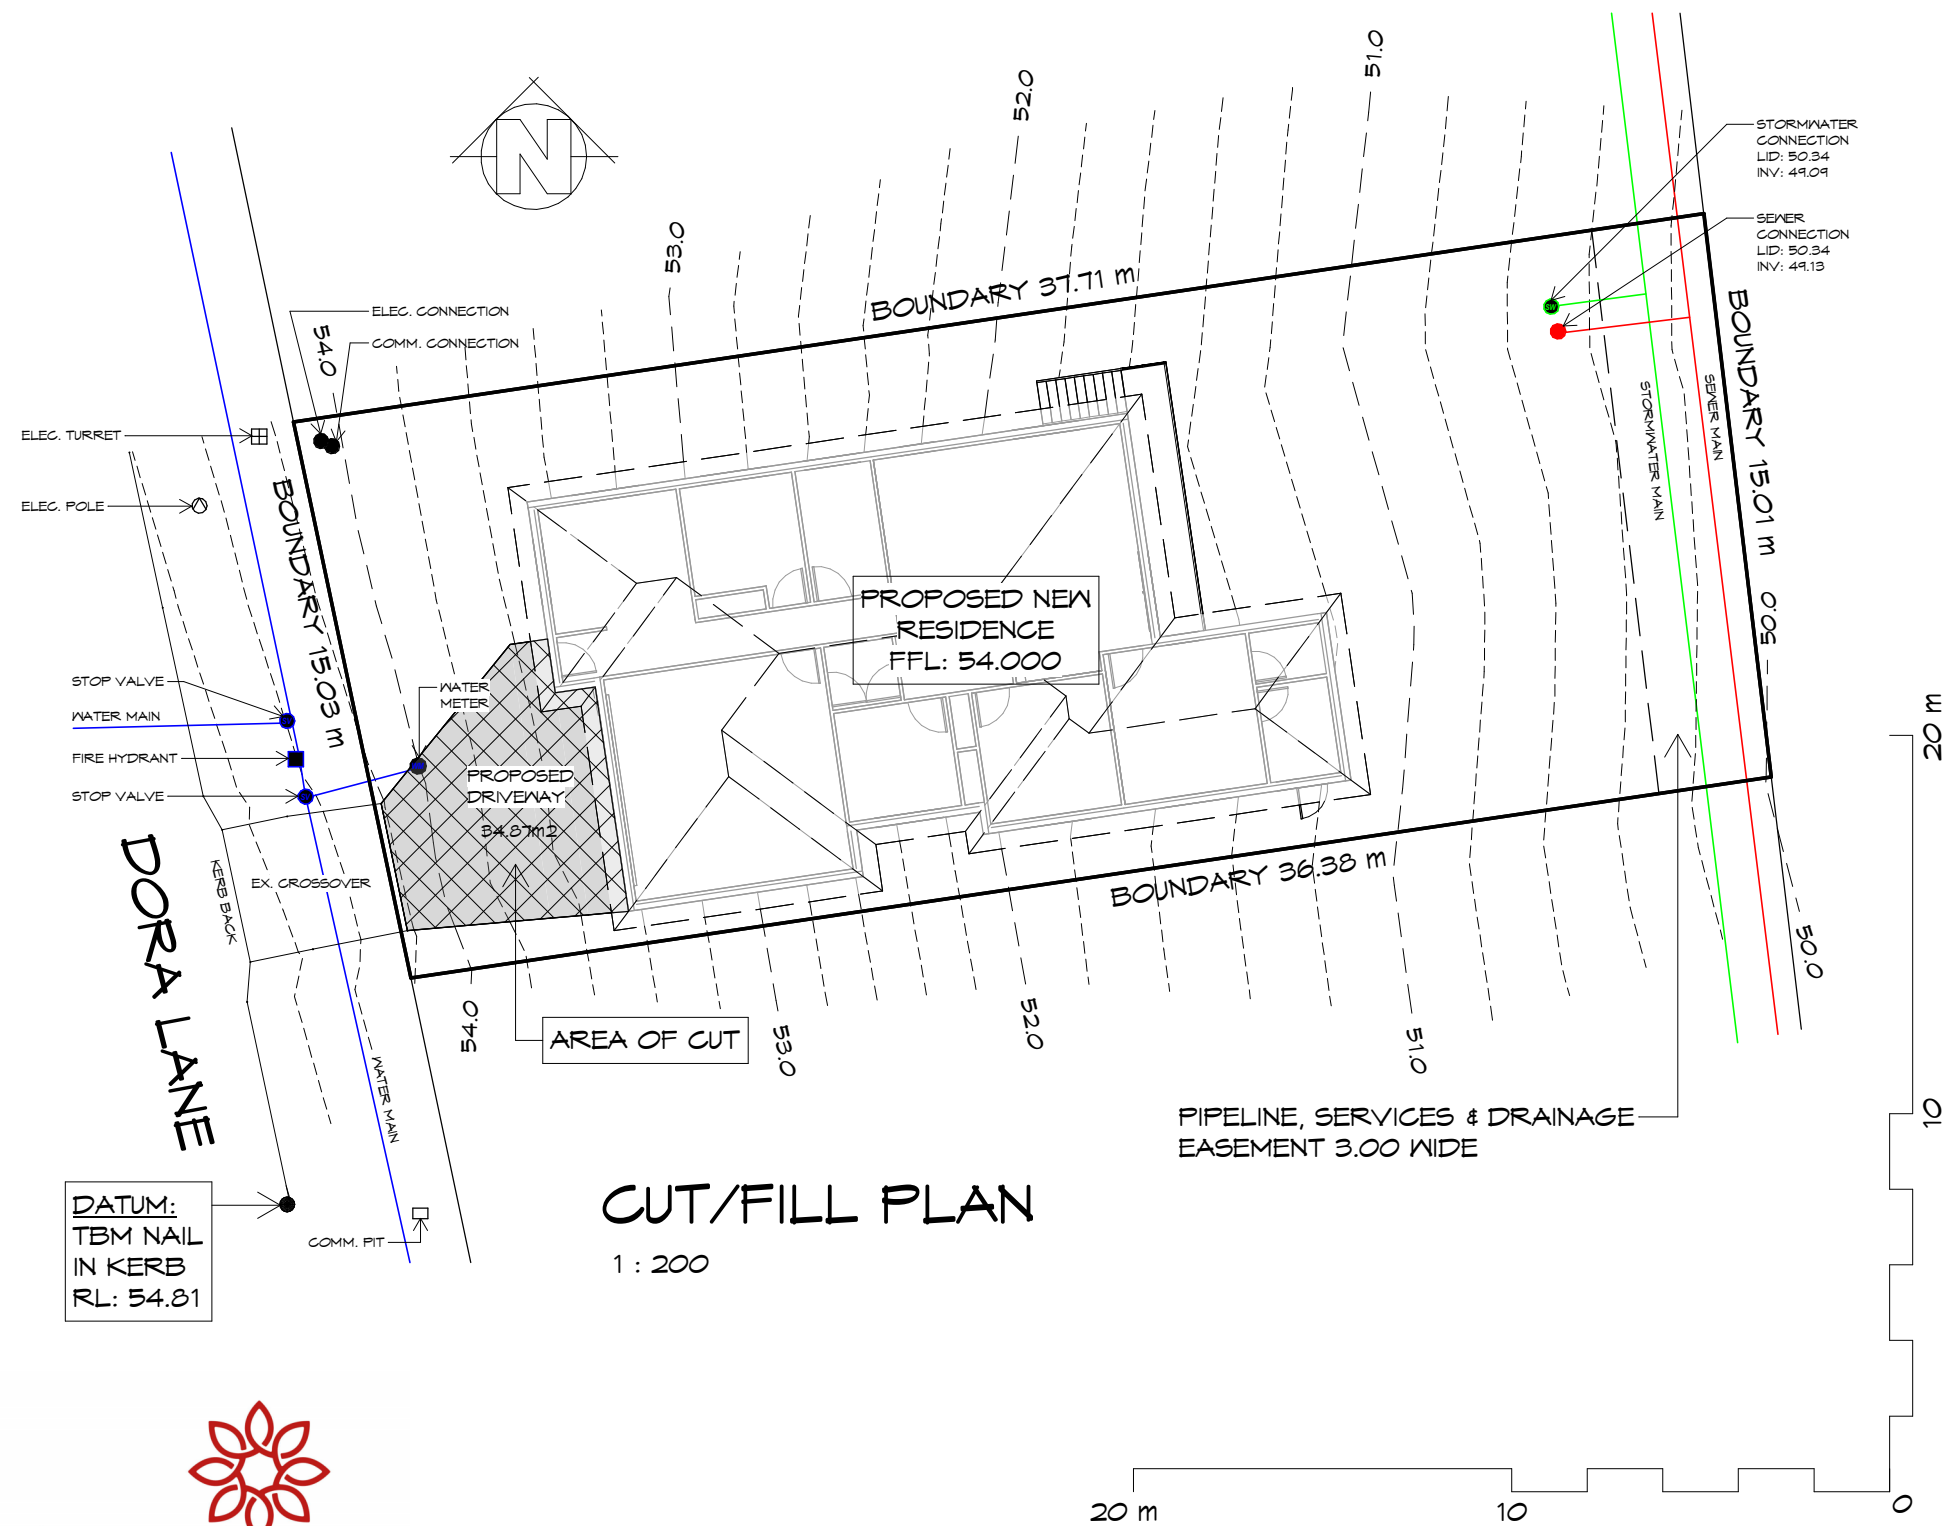 51.0
52.0
53.0
N
STORMWATER
CONNECTION
LID: 50.34
INV: 49.09
SEWER
CONNECTION
LID: 50.34
INV: 49.13
BOUNDARY 37.71 m
ELEC. CONNECTION
COMM. CONNECTION
54.0
ELEC. TURRET
ELEC. POLE
BOUNDARY 15.03 m
STORMWATER MAIN
SEWER MAIN
BOUNDARY 15.01 m
50.0
PROPOSED NEW
RESIDENCE
FFL: 54.000
STOP VALVE
WATER MAIN
FIRE HYDRANT
STOP VALVE
WATER
METER
PROPOSED
DRIVEWAY
34.87m2
EX. CROSSOVER
KERB BACK
DORA LANE
BOUNDARY 36.38 m
54.0
AREA OF CUT
53.0
52.0
51.0
50.0
WATER MAIN
PIPELINE, SERVICES & DRAINAGE
EASEMENT 3.00 WIDE
DATUM:
TBM NAIL
IN KERB
RL: 54.81
COMM. PIT
CUT/FILL PLAN
1 : 200
20 m
10
20 m
10
0